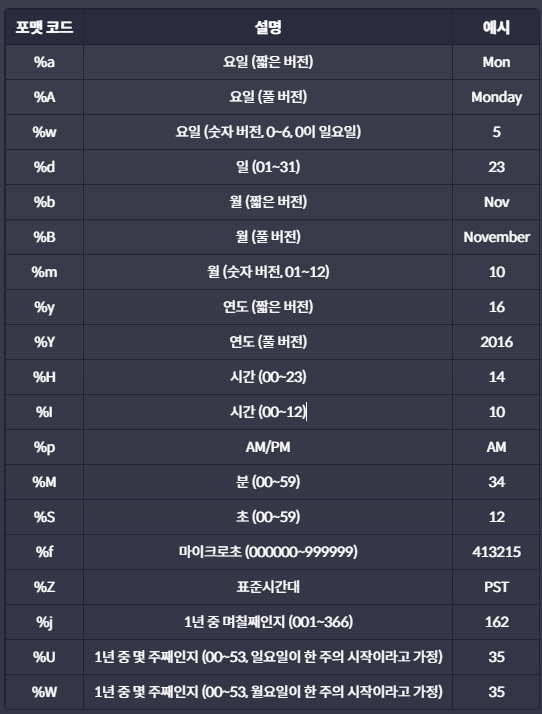 포맷 코드 설명 예시
%a 요일 (짧은 버전) Mon
%A 요일 (풀 버전) Monday
%w 요일 (숫자 버전, 0~6, 0이 일요일) 5
%d 일 (01~31) 23
%b 월 (짧은 버전) Nov
%B 월 (풀 버전) November
%m 월 (숫자 버전, 01~12) 10
%y 연도 (짧은 버전) 16
%Y 연도 (풀 버전) 2016
%H 시간 (00~23) 14
%I 시간 (00~12) 10
%p AM/PM AM
%M 분 (00~59) 34
%S 초 (00~59) 12
%f 마이크로초 (000000~999999) 413215
%Z 표준시간대 PST
%j 1년 중 며칠째인지 (001~366) 162
%U 1년 중 몇 주째인지 (00~53, 일요일이 한 주의 시작이라고 가정) 35
%W 1년 중 몇 주째인지 (00~53, 월요일이 한 주의 시작이라고 가정) 35